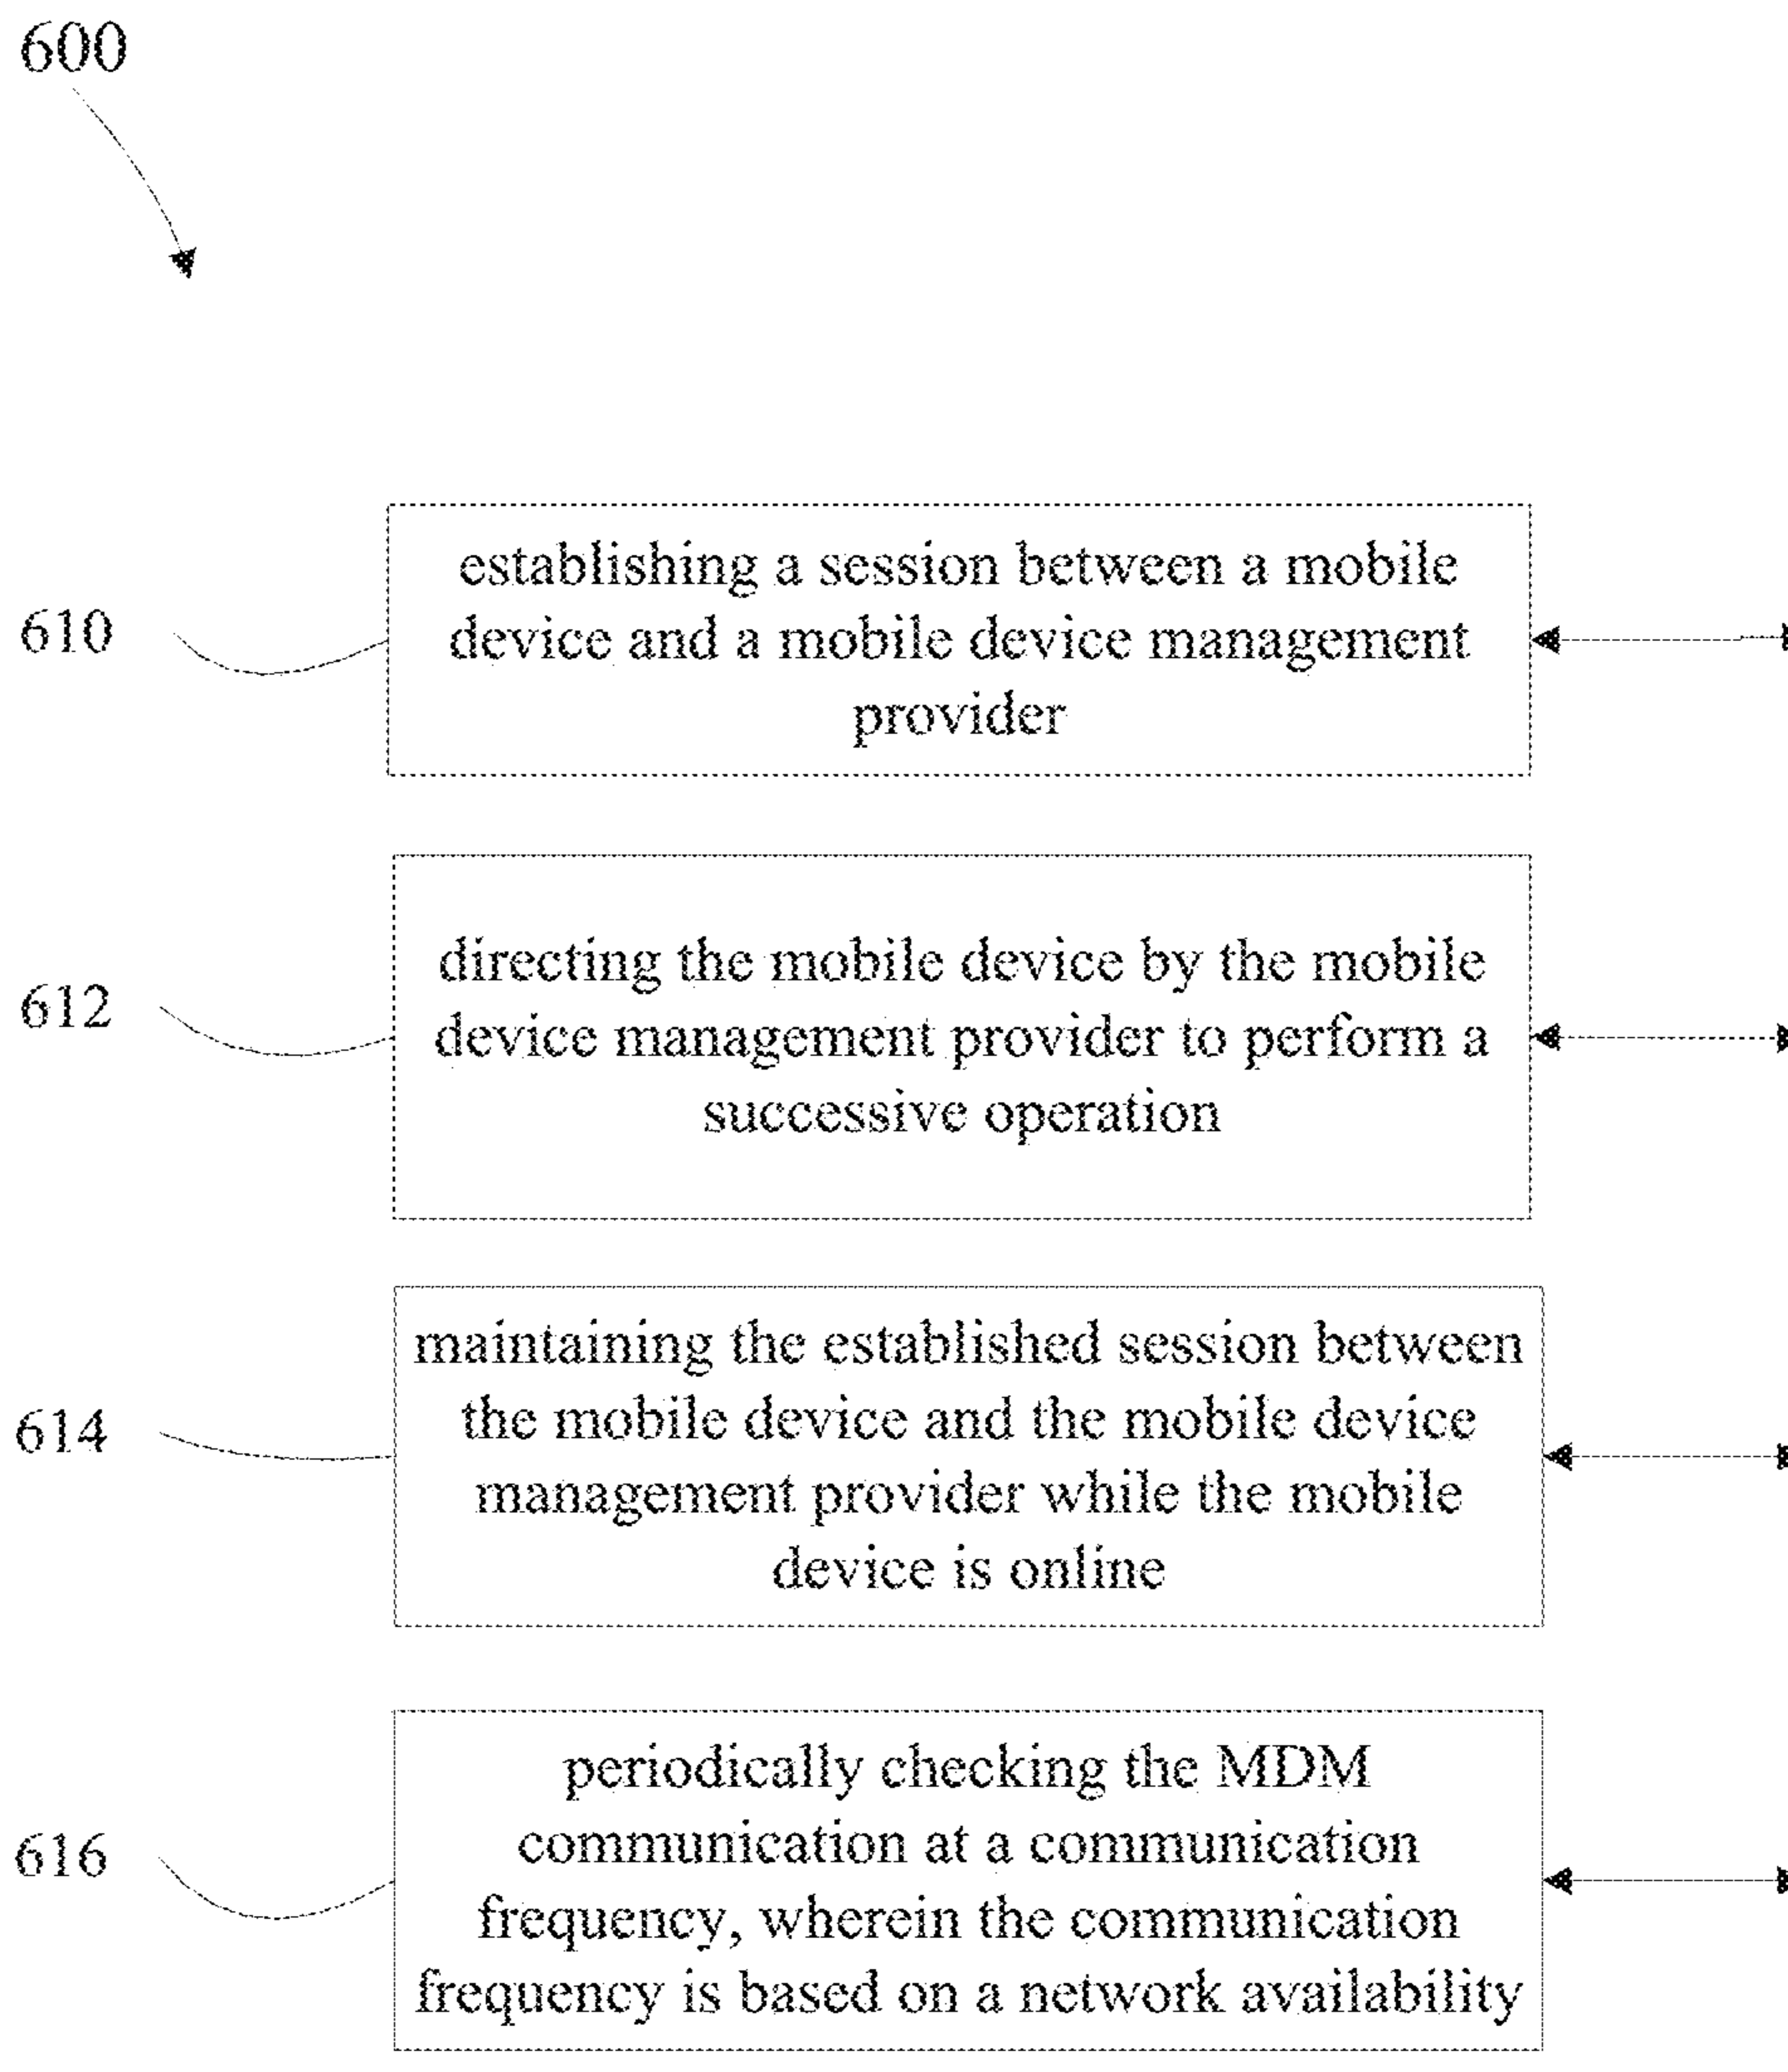 600
610
establishing a session between a mobile
device and a mobile device management
provider
612
directing the mobile device by the mobile
device management provider to perform a
successive operation
614
maintaining the established session between
the mobile device and the mobile device
management provider while the mobile
device is online
616
periodically checking the MDM
communication at a communication
frequency, wherein the communication
frequency is based on a network availability